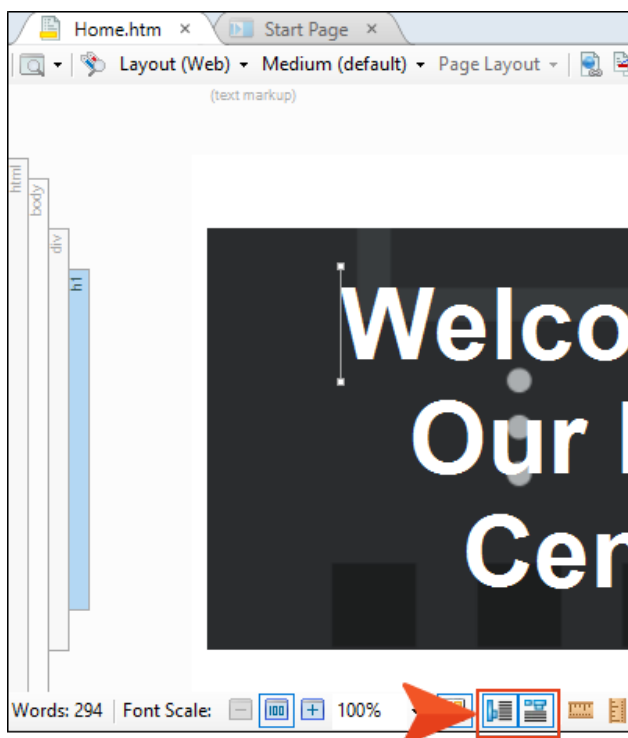 Home.htm × Start Page ×
Layout (Web) Medium (default) Page Layout
(text markup)
html
body
div
h1
Welco
Our
Cen
Words: 294 Font Scale: 100 100%